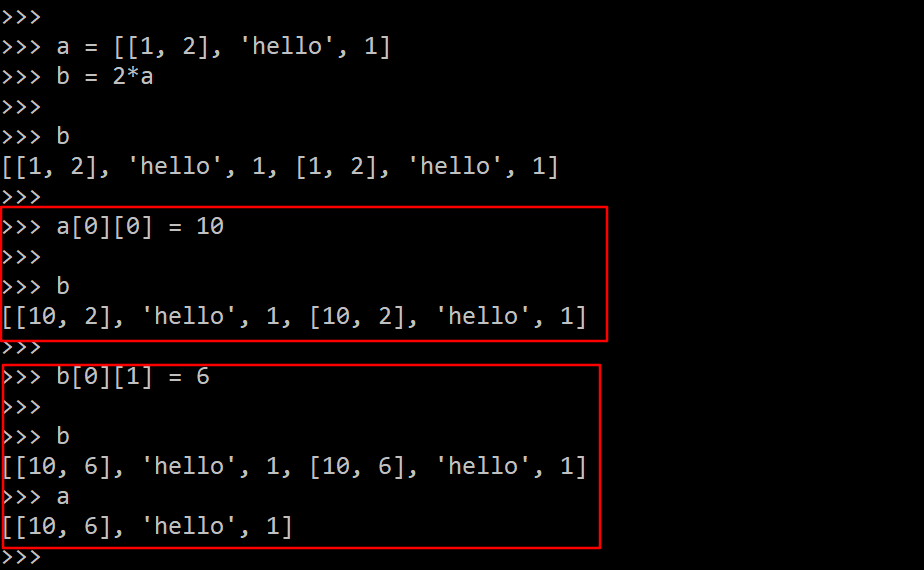 >>>
>>> a = [[1, 2], 'hello', 1]
>>> b = 2*a
>>>
>>> b
[[1, 2], 'hello', 1, [1, 2], 'hello', 1]
>>>
>>> a[0][0] = 10
>>>
>>> b
[[10, 2], 'hello', 1, [10, 2], 'hello', 1]
>>>
>>> b[0][1] = 6
>>>
>>> b
[[10, 6], 'hello', 1, [10, 6], 'hello', 1]
>>> a
[[10, 6], 'hello', 1]
>>>